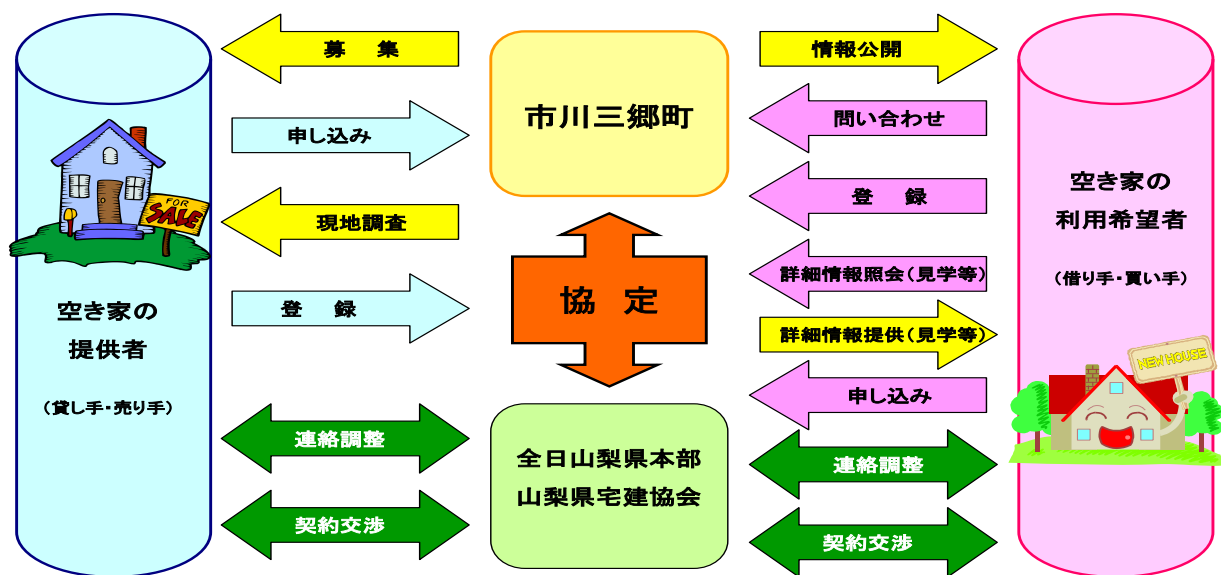 募　集
申し込み
現地調査
登　録
連絡調整
契約交渉
FOR
SALE
空き家の
提供者
（貸し手・売り手）
市川三郷町
協　定
全日山梨県本部
山梨県宅建協会
情報公開
問い合わせ
登　録
詳細情報照会（見学等）
詳細情報提供（見学等）
申し込み
連絡調整
契約交渉
空き家の
利用希望者
（借り手・買い手）
NEW HOUSE